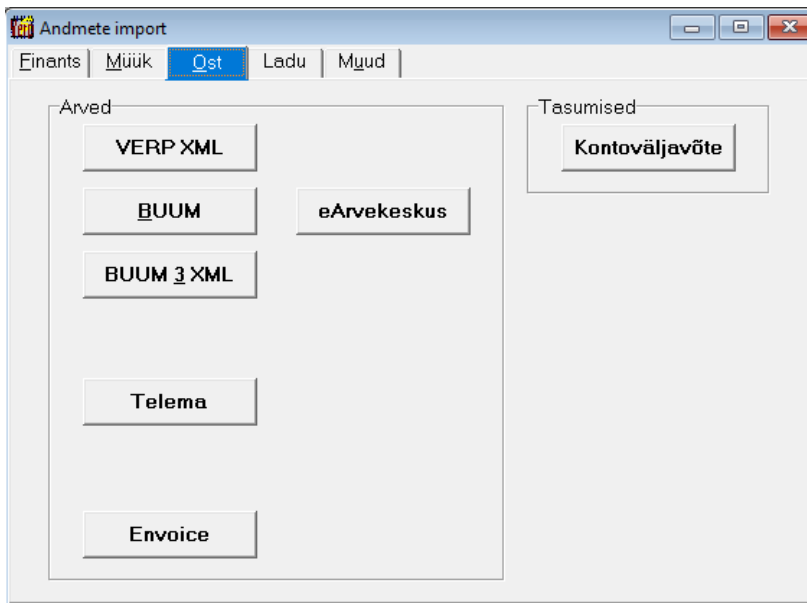 Andmete import
Finants Müük Ost Ladu Muud
Arved
VERP XML
BUUM eArvekeskus
BUUM 3 XML
Telema
Envoice
Tasumised
Kontoväljavõte